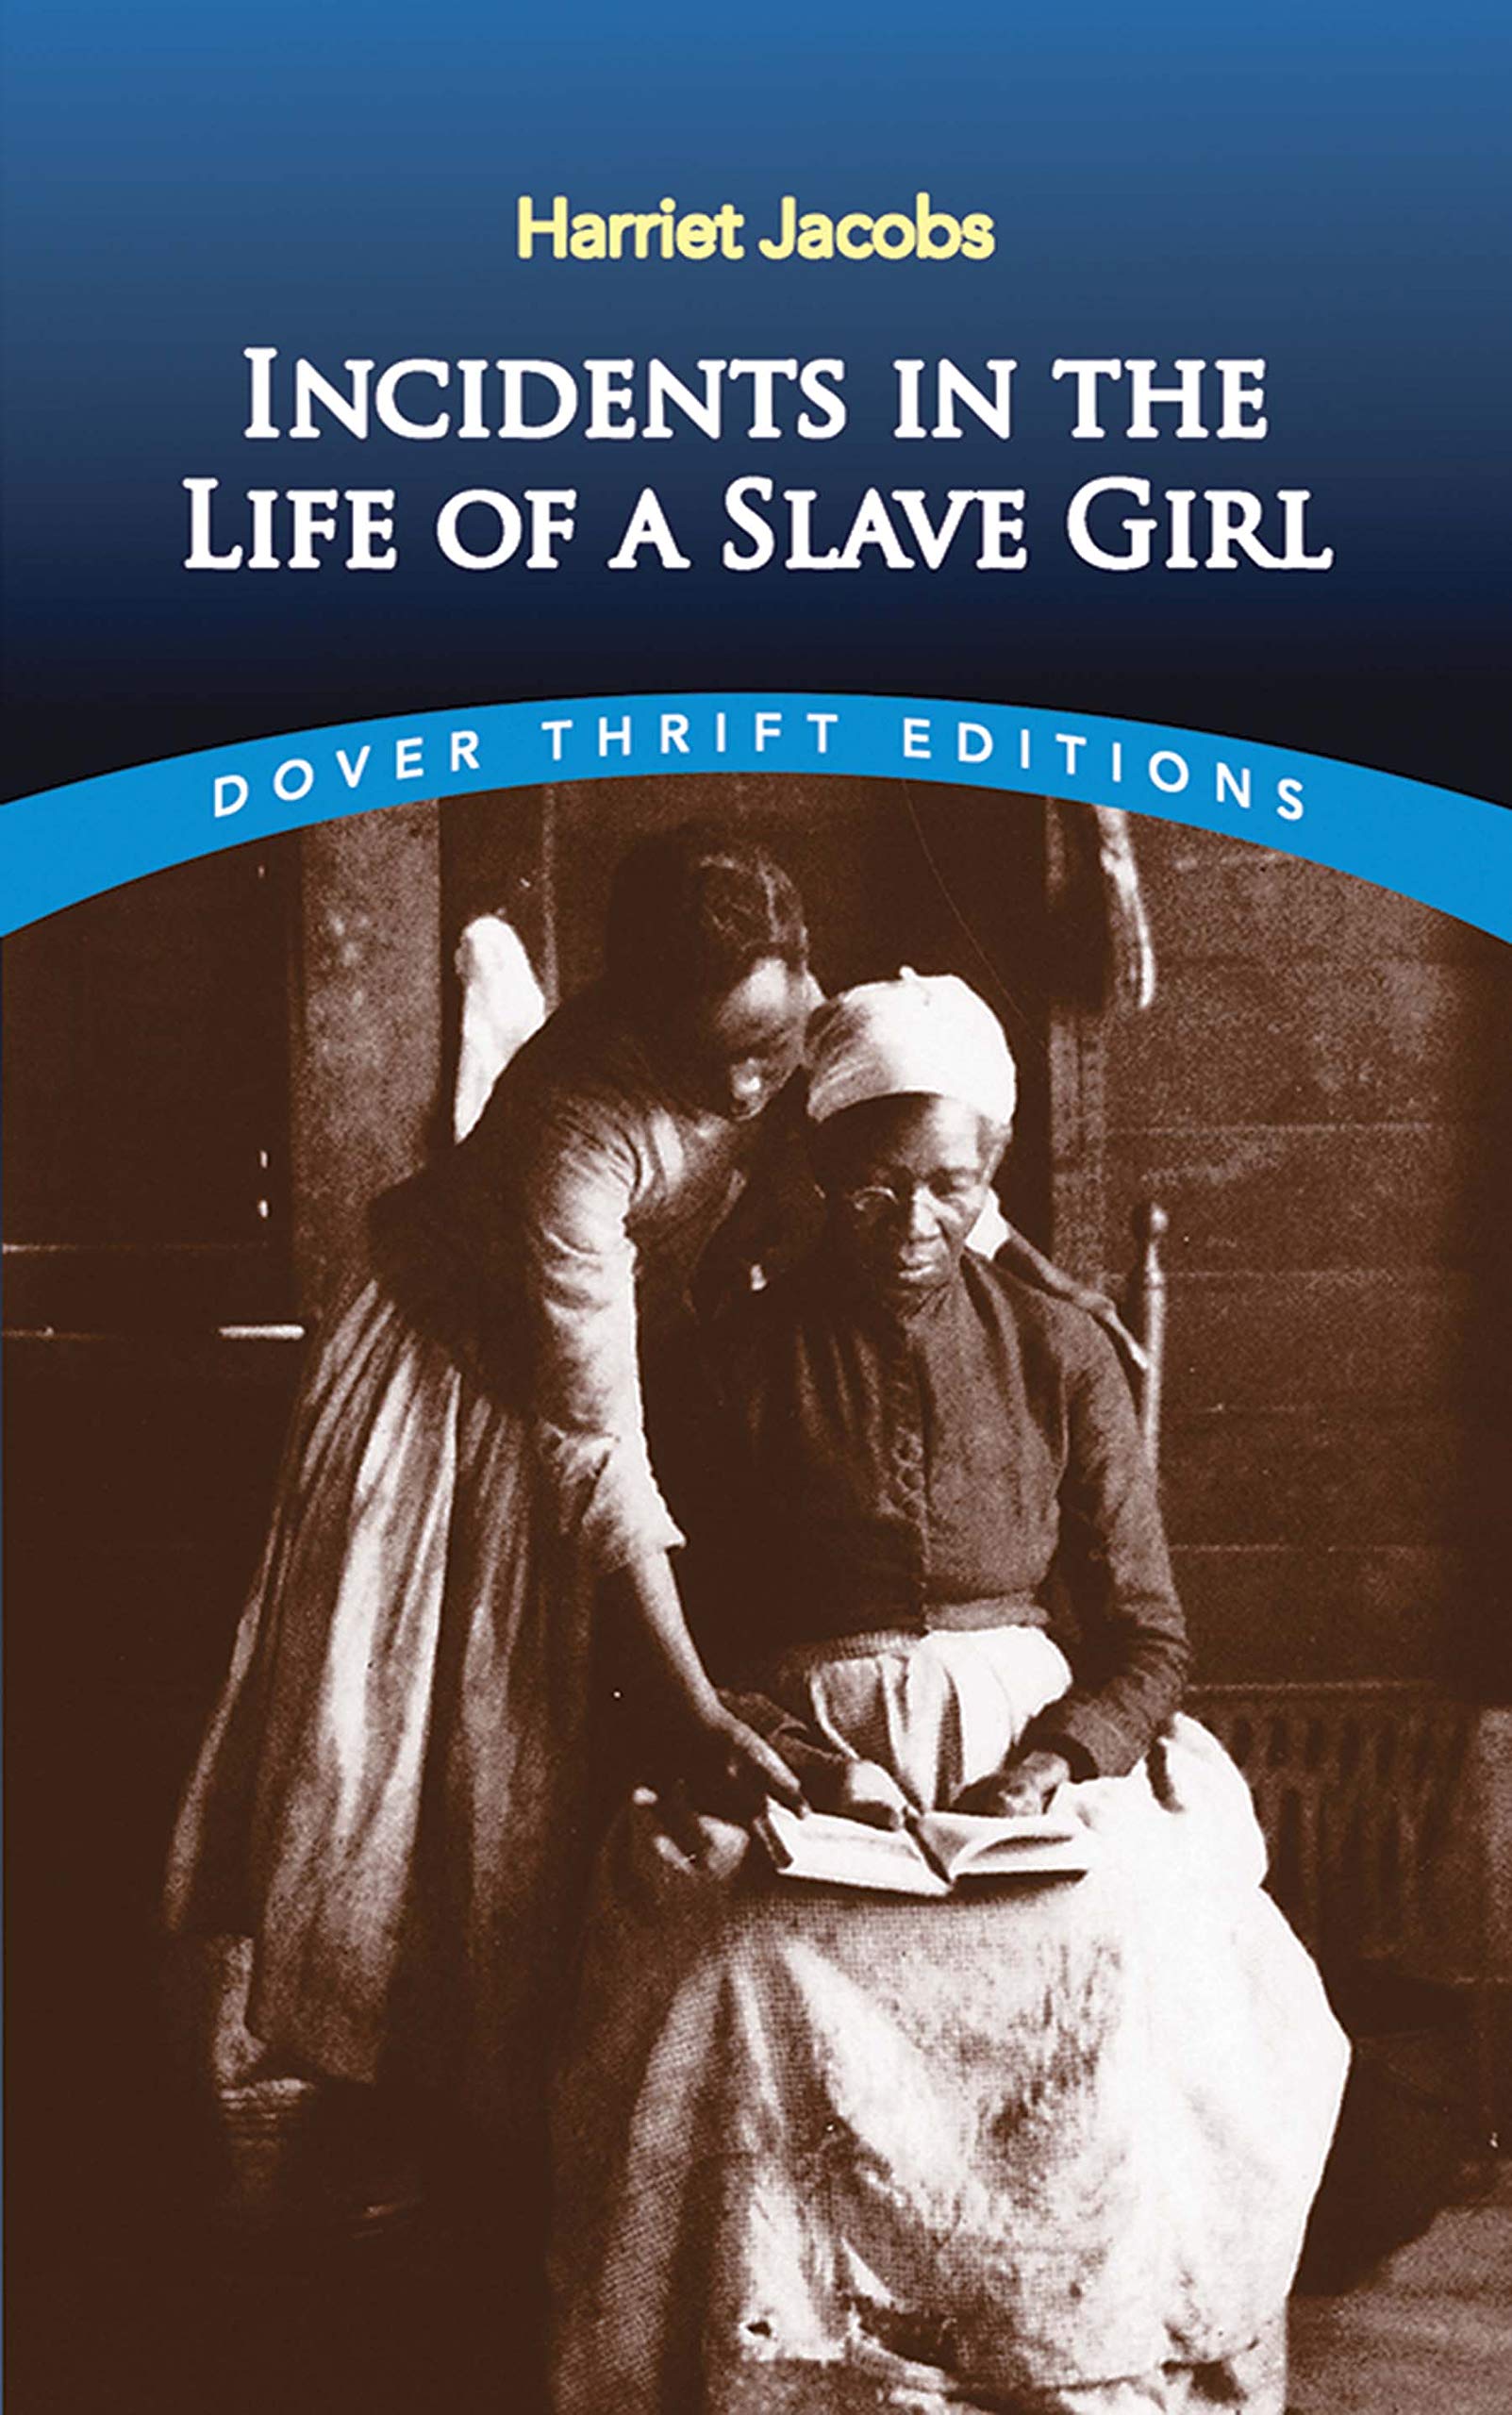 Harriet Jacobs
INCIDENTS IN THE
LIFE OF A SLAVE GIRL
DOVER THRIFT EDITIONS